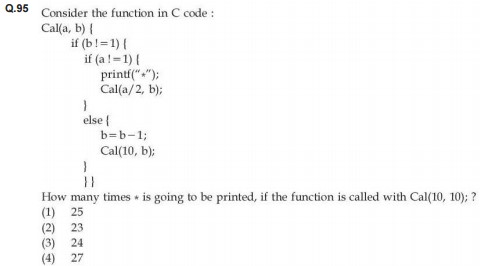 Q.95 Consider the function in C code :
Cal(a, b) {
if (b!=1) {
if (a!=1) {
printf("*");
Cal(a/2, b);
}
else {
b=b-1;
Cal(10, b);
}
}}
How many times * is going to be printed, if the function is called with Cal(10, 10); ?
(1) 25
(2) 23
(3) 24
(4) 27